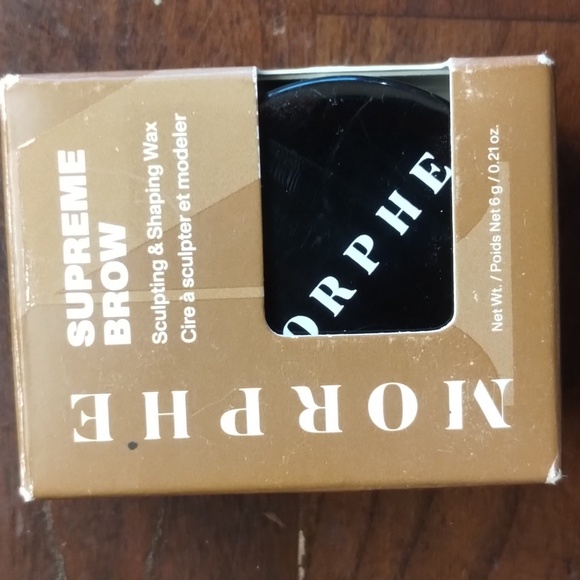 SUPREME
BROW
Sculpting & Shaping Wax
Cire à sculpter et modeler
ORPHE
Net Wt. / Poids Net 6 g / 0.21 oz.
MORPHE